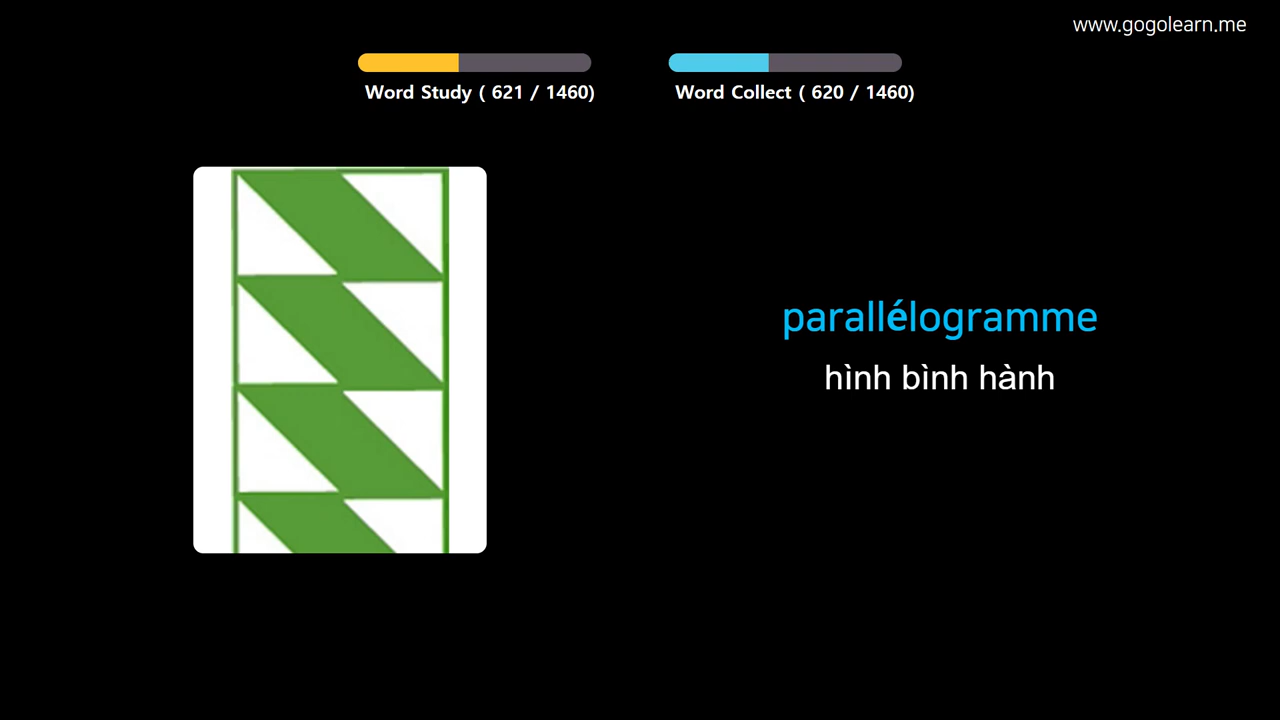 www.gogolearn.me
Word Study ( 621 / 1460)
Word Collect ( 620 / 1460)
parallélogramme
hình bình hành